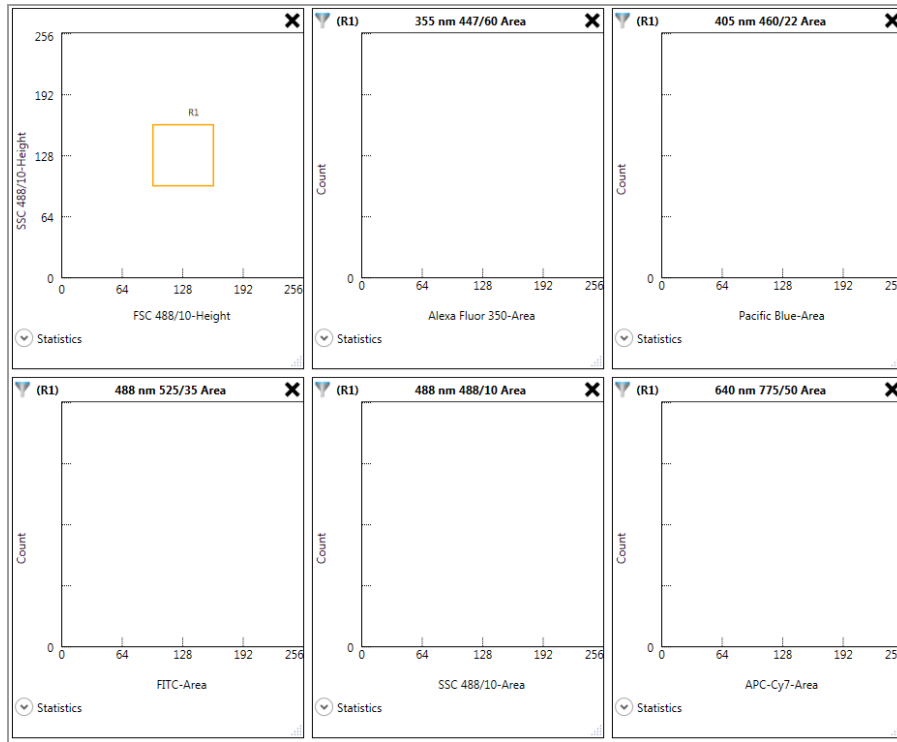 256
192
128
64
0
SSC 488/10-Height
R1
0 64 128 192 256
FSC 488/10-Height
Statistics
(R1) 355 nm 447/60 Area
Count
0
0 64 128 192 256
Alexa Fluor 350-Area
Statistics
(R1) 405 nm 460/22 Area
Count
0
0 64 128 192
Pacific Blue-Area
Statistics
(R1) 488 nm 525/35 Area
Count
0
0 64 128 192 256
FITC-Area
Statistics
(R1) 488 nm 488/10 Area
Count
0
0 64 128 192 256
SSC 488/10-Area
Statistics
(R1) 640 nm 775/50 Area
Count
0
0 64 128 192
APC-Cy7-Area
Statistics